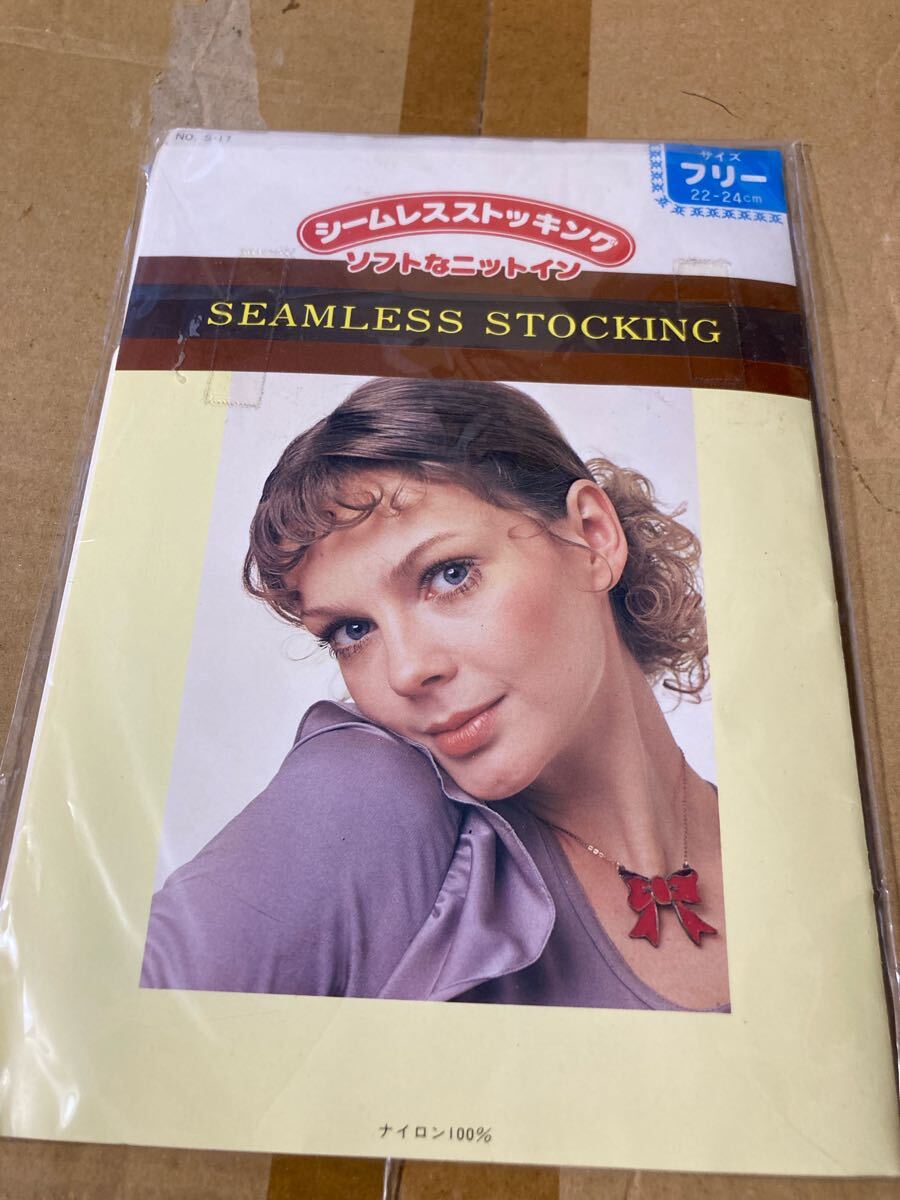 NO. S-17
サイズ
フリー
22-24cm
シームレスストッキング
ソフトなニットイン
SEAMLESS STOCKING
ナイロン100%